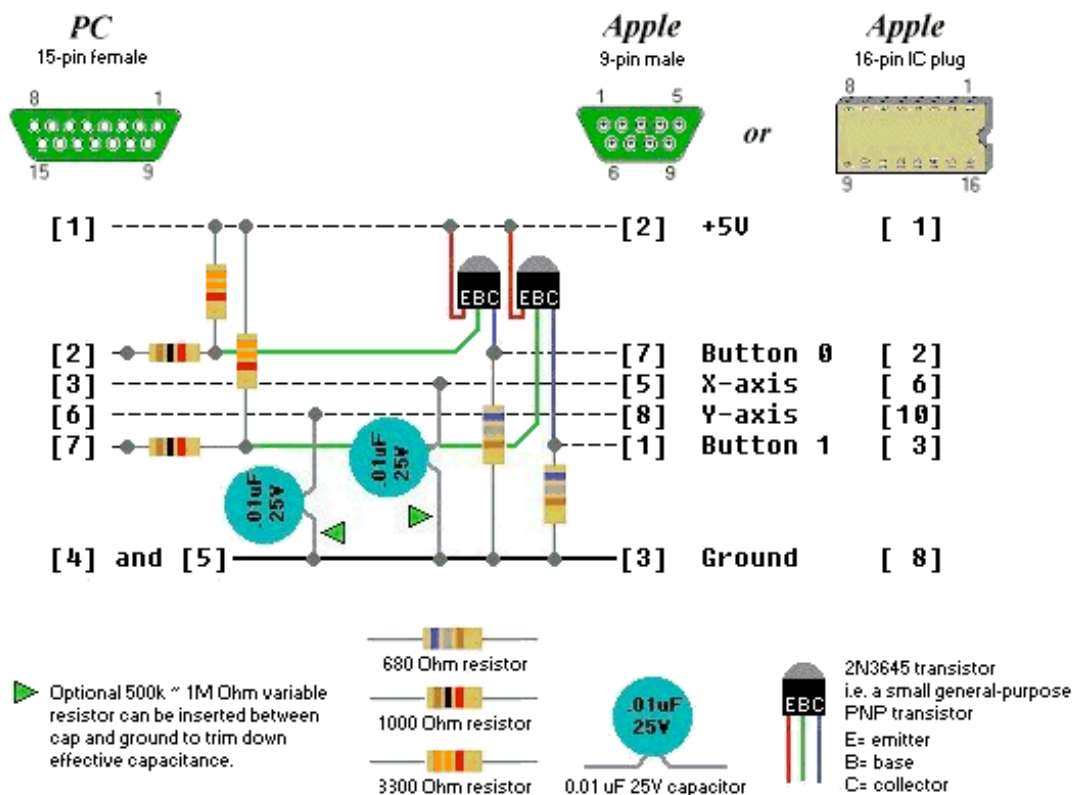 PC
15-pin female
8 1
15 9
Apple
9-pin male
1 5
6 9
or
Apple
16-pin IC plug
8 1
9 16
[1] [2] +5V [ 1]
EBC EBC
[2] [7] Button 0 [ 2]
[3] [5] X-axis [ 6]
[6] [8] Y-axis [10]
[7] [1] Button 1 [ 3]
.01uF
25V
.01uF
25V
[4] and [5] [3] Ground [ 8]
Optional 500k ~ 1M Ohm variable
resistor can be inserted between
cap and ground to trim down
effective capacitance.
680 Ohm resistor
1000 Ohm resistor
3300 Ohm resistor
.01uF
25V
0.01 uF 25V capacitor
EBC
2N3645 transistor
i.e. a small general-purpose
PNP transistor
E= emitter
B= base
C= collector